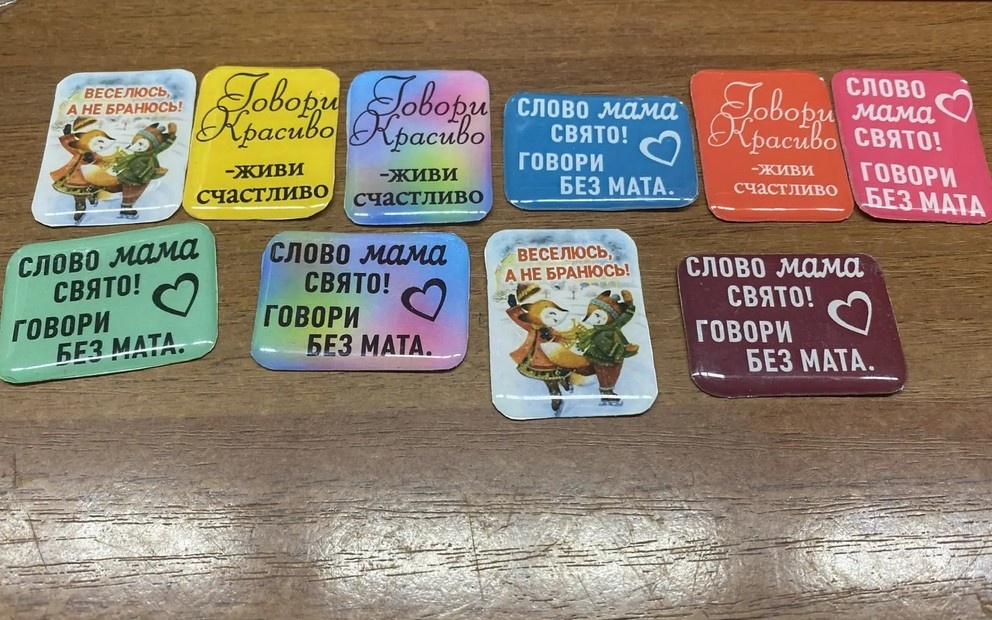 ВЕСЕЛЮСЬ,
А НЕ БРАНЮСЬ!
Говори
Красиво
-живи
счастливо
Говори
Красиво
-живи
счастливо
СЛОВО мама
СВЯТО!
ГОВОРИ
БЕЗ МАТА.
Говори
Красиво
-живи
счастливо
СЛОВО
мама
СВЯТО!
ГОВОРИ
БЕЗ МАТА
СЛОВО мама
СВЯТО!
ГОВОРИ
БЕЗ МАТА.
СЛОВО мама
СВЯТО!
ГОВОРИ
БЕЗ МАТА.
ВЕСЕЛЮСЬ,
А НЕ БРАНЮСЬ!
СЛОВО мама
СВЯТО!
ГОВОРИ
БЕЗ МАТА.